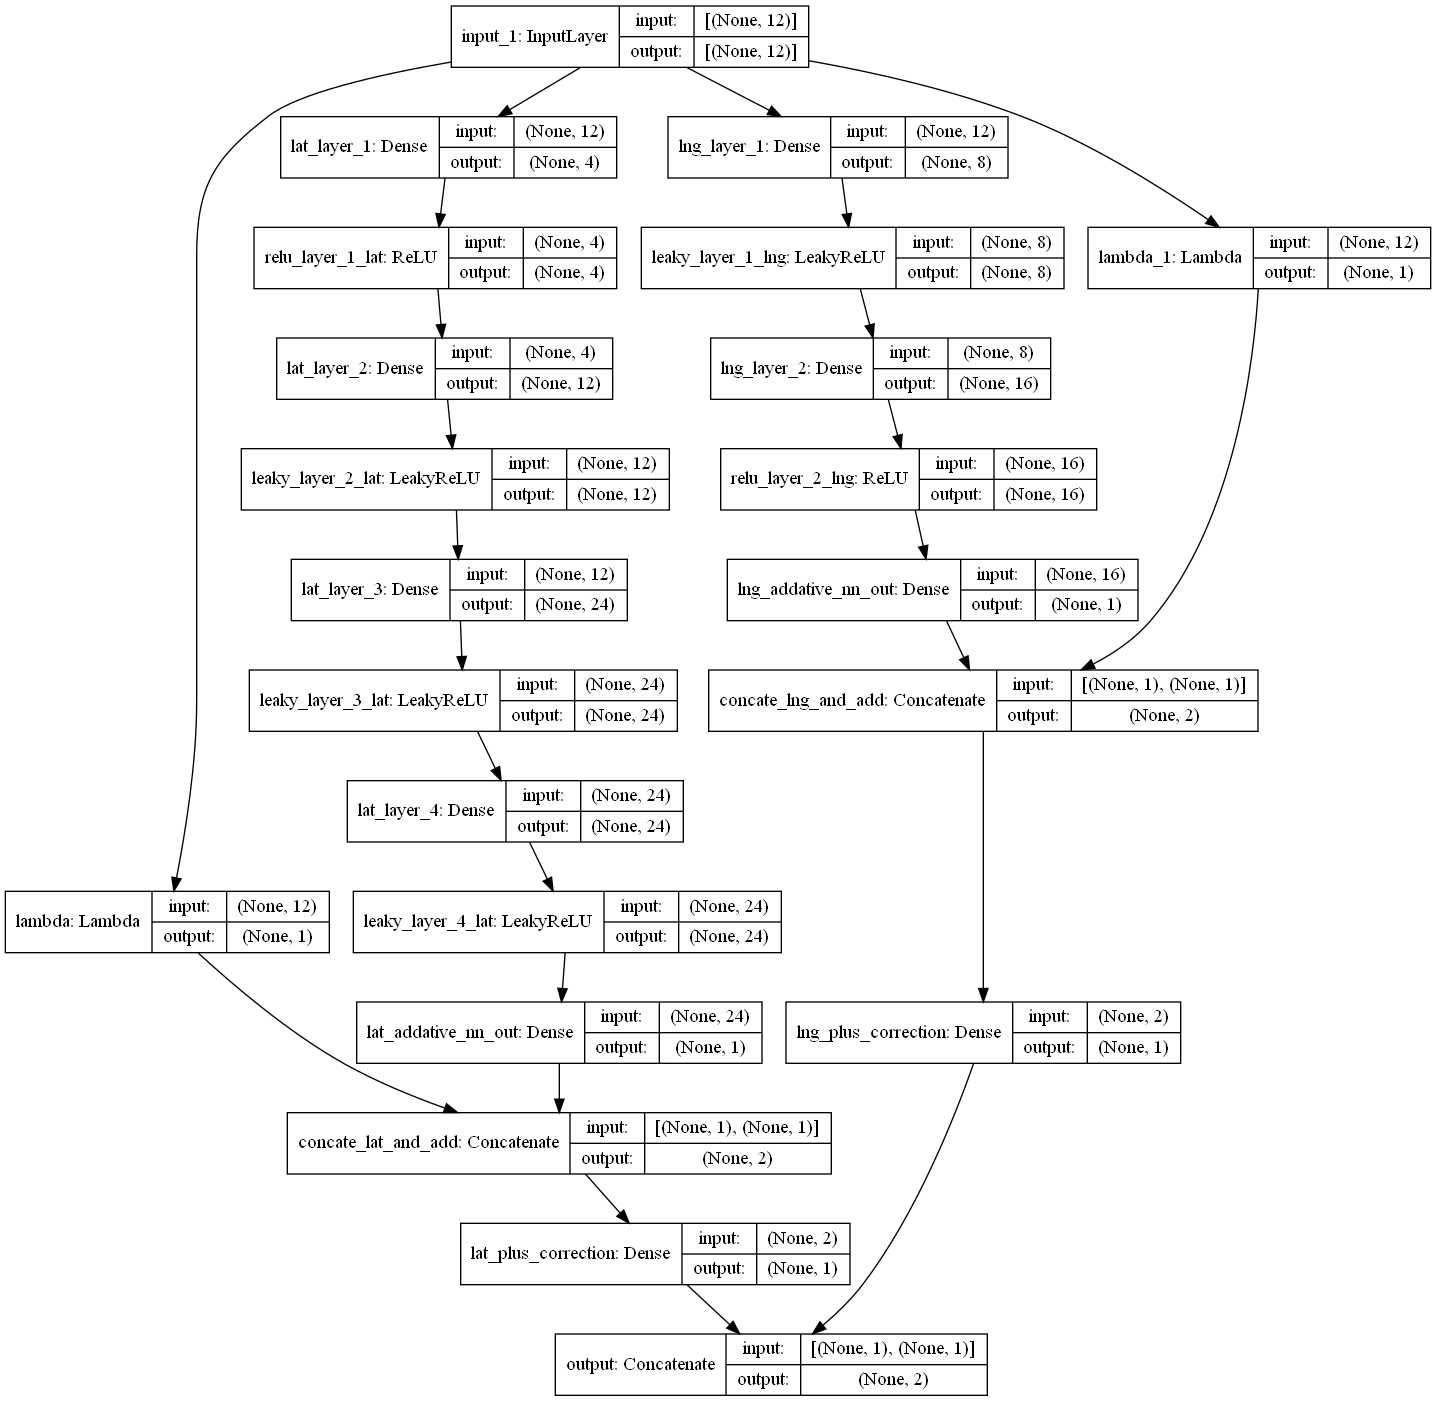 input_1: InputLayer
input: [(None, 12)]
output: [(None, 12)]
lat_layer_1: Dense
input: (None, 12)
output: (None, 4)
lng_layer_1: Dense
input: (None, 12)
output: (None, 8)
relu_layer_1_lat: ReLU
input: (None, 4)
output: (None, 4)
leaky_layer_1_lng: LeakyReLU
input: (None, 8)
output: (None, 8)
lambda_1: Lambda
input: (None, 12)
output: (None, 1)
lat_layer_2: Dense
input: (None, 4)
output: (None, 12)
lng_layer_2: Dense
input: (None, 8)
output: (None, 16)
leaky_layer_2_lat: LeakyReLU
input: (None, 12)
output: (None, 12)
relu_layer_2_lng: ReLU
input: (None, 16)
output: (None, 16)
lat_layer_3: Dense
input: (None, 12)
output: (None, 24)
lng_addative_nn_out: Dense
input: (None, 16)
output: (None, 1)
leaky_layer_3_lat: LeakyReLU
input: (None, 24)
output: (None, 24)
concate_lng_and_add: Concatenate
input: [(None, 1), (None, 1)]
output: (None, 2)
lat_layer_4: Dense
input: (None, 24)
output: (None, 24)
lambda: Lambda
input: (None, 12)
output: (None, 1)
leaky_layer_4_lat: LeakyReLU
input: (None, 24)
output: (None, 24)
lat_addative_nn_out: Dense
input: (None, 24)
output: (None, 1)
lng_plus_correction: Dense
input: (None, 2)
output: (None, 1)
concate_lat_and_add: Concatenate
input: [(None, 1), (None, 1)]
output: (None, 2)
lat_plus_correction: Dense
input: (None, 2)
output: (None, 1)
output: Concatenate
input: [(None, 1), (None, 1)]
output: (None, 2)